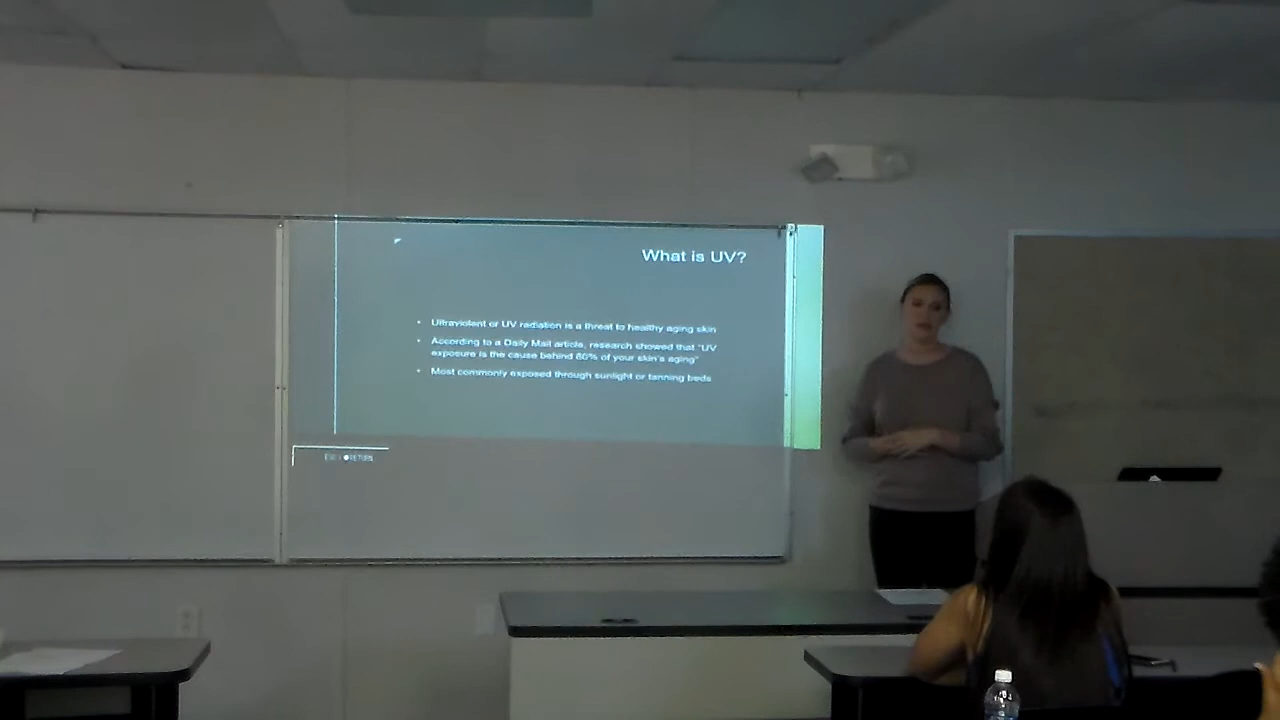 What is UV?
• Ultraviolent or UV radiation is a threat to healthy aging skin
• According to a Daily Mail article, research showed that "UV
exposure is the cause behind 80% of your skin's aging"
• Most commonly exposed through sunlight or tanning beds
RETURN